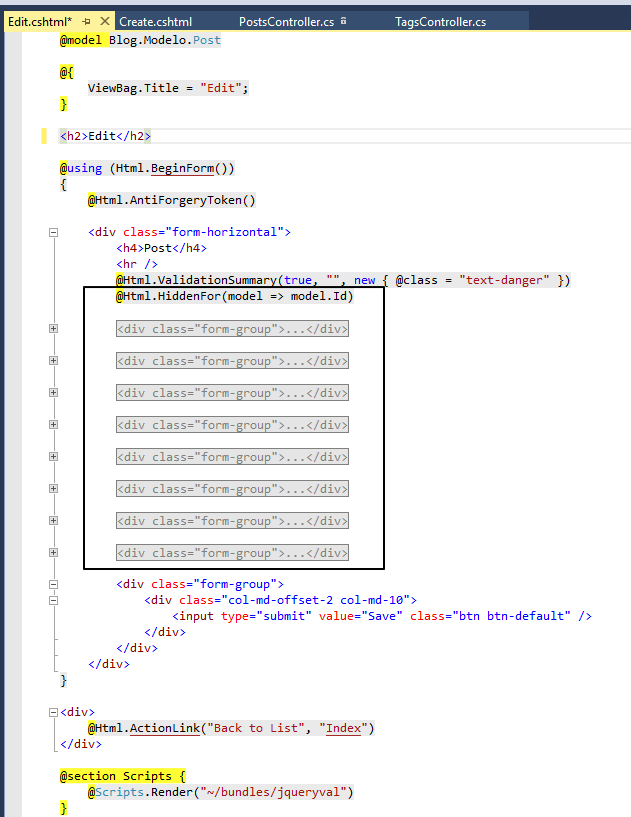 Edit.cshtml* Create.cshtml PostsController.cs TagsController.cs
@model Blog.Modelo.Post
@{
ViewBag.Title = "Edit";
}
<h2>Edit</h2>
@using (Html.BeginForm())
{
@Html.AntiForgeryToken()
<div class="form-horizontal">
<h4>Post</h4>
<hr />
@Html.ValidationSummary(true, "", new { @class = "text-danger" })
@Html.HiddenFor(model => model.Id)
<div class="form-group">...</div>
<div class="form-group">...</div>
<div class="form-group">...</div>
<div class="form-group">...</div>
<div class="form-group">...</div>
<div class="form-group">...</div>
<div class="form-group">...</div>
<div class="form-group">...</div>
<div class="form-group">
<div class="col-md-offset-2 col-md-10">
<input type="submit" value="Save" class="btn btn-default" />
</div>
</div>
</div>
}
<div>
@Html.ActionLink("Back to List", "Index")
</div>
@section Scripts {
@Scripts.Render("~/bundles/jqueryval")
}